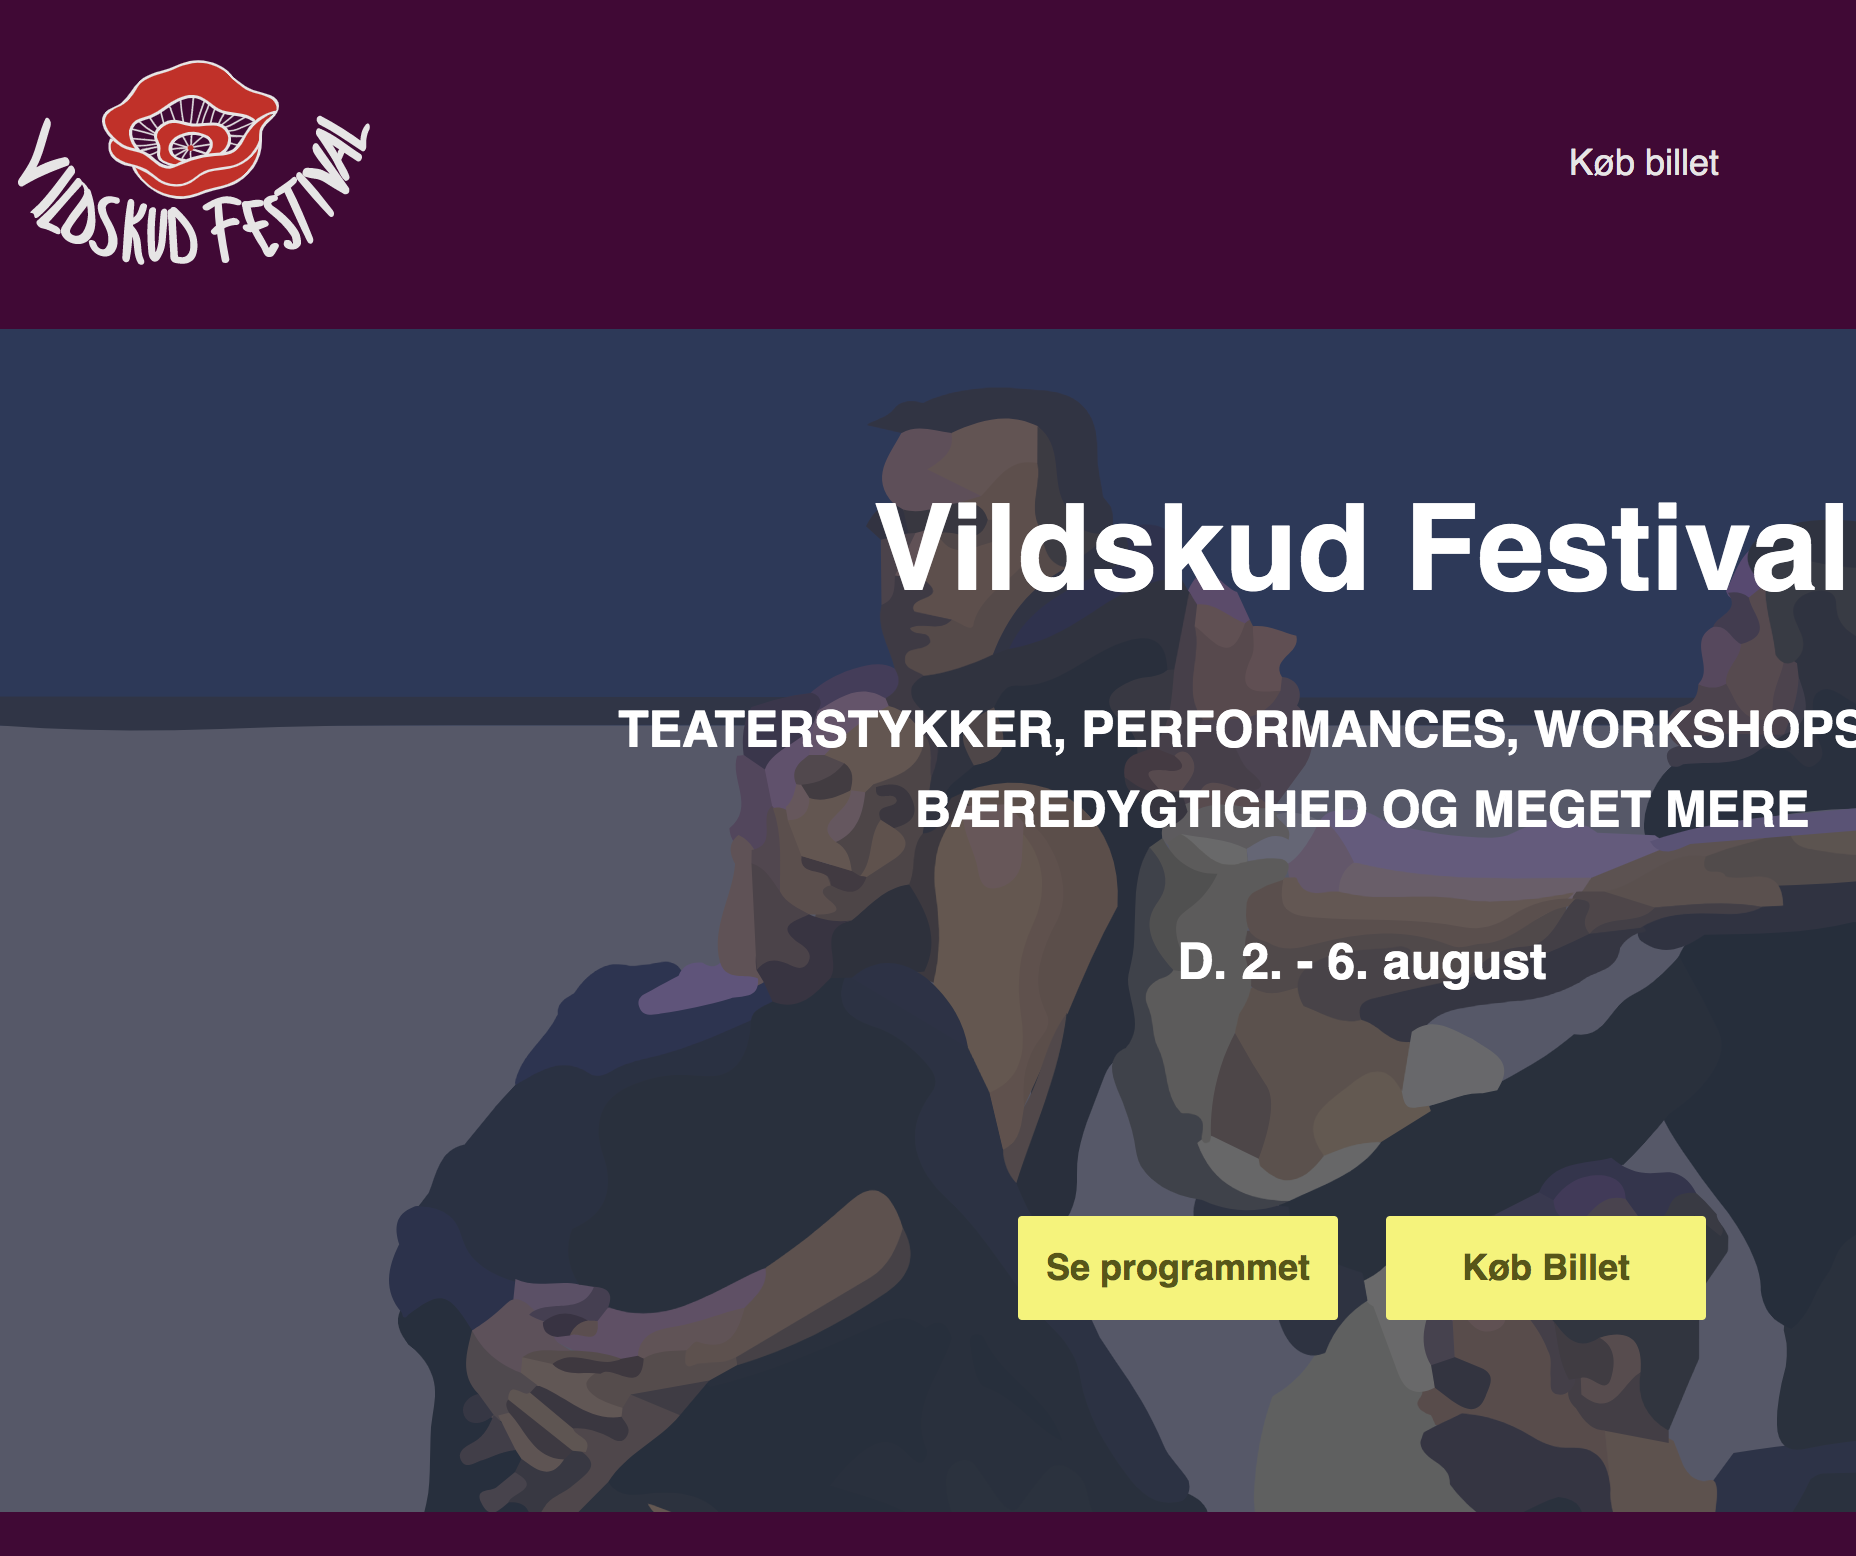 VILDSKUD FESTIVAL
Køb billet
Vildskud Festival
TEATERSTYKKER, PERFORMANCES, WORKSHOPS
BÆREDYGTIGHED OG MEGET MERE
D. 2. - 6. august
Se programmet
Køb Billet